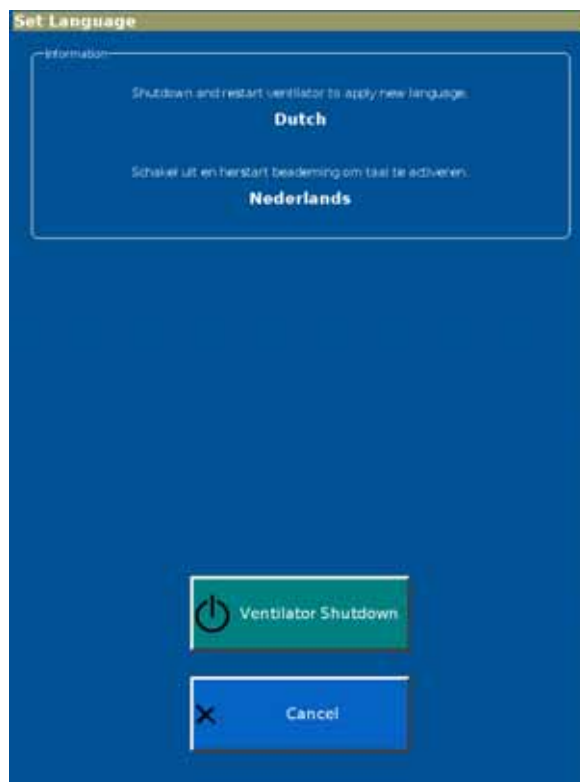 Set Language
Information
Shutdown and restart ventilator to apply new language.
Dutch
Schakel uit en herstart beademing om taal te activeren.
Nederlands
Ventilator Shutdown
Cancel